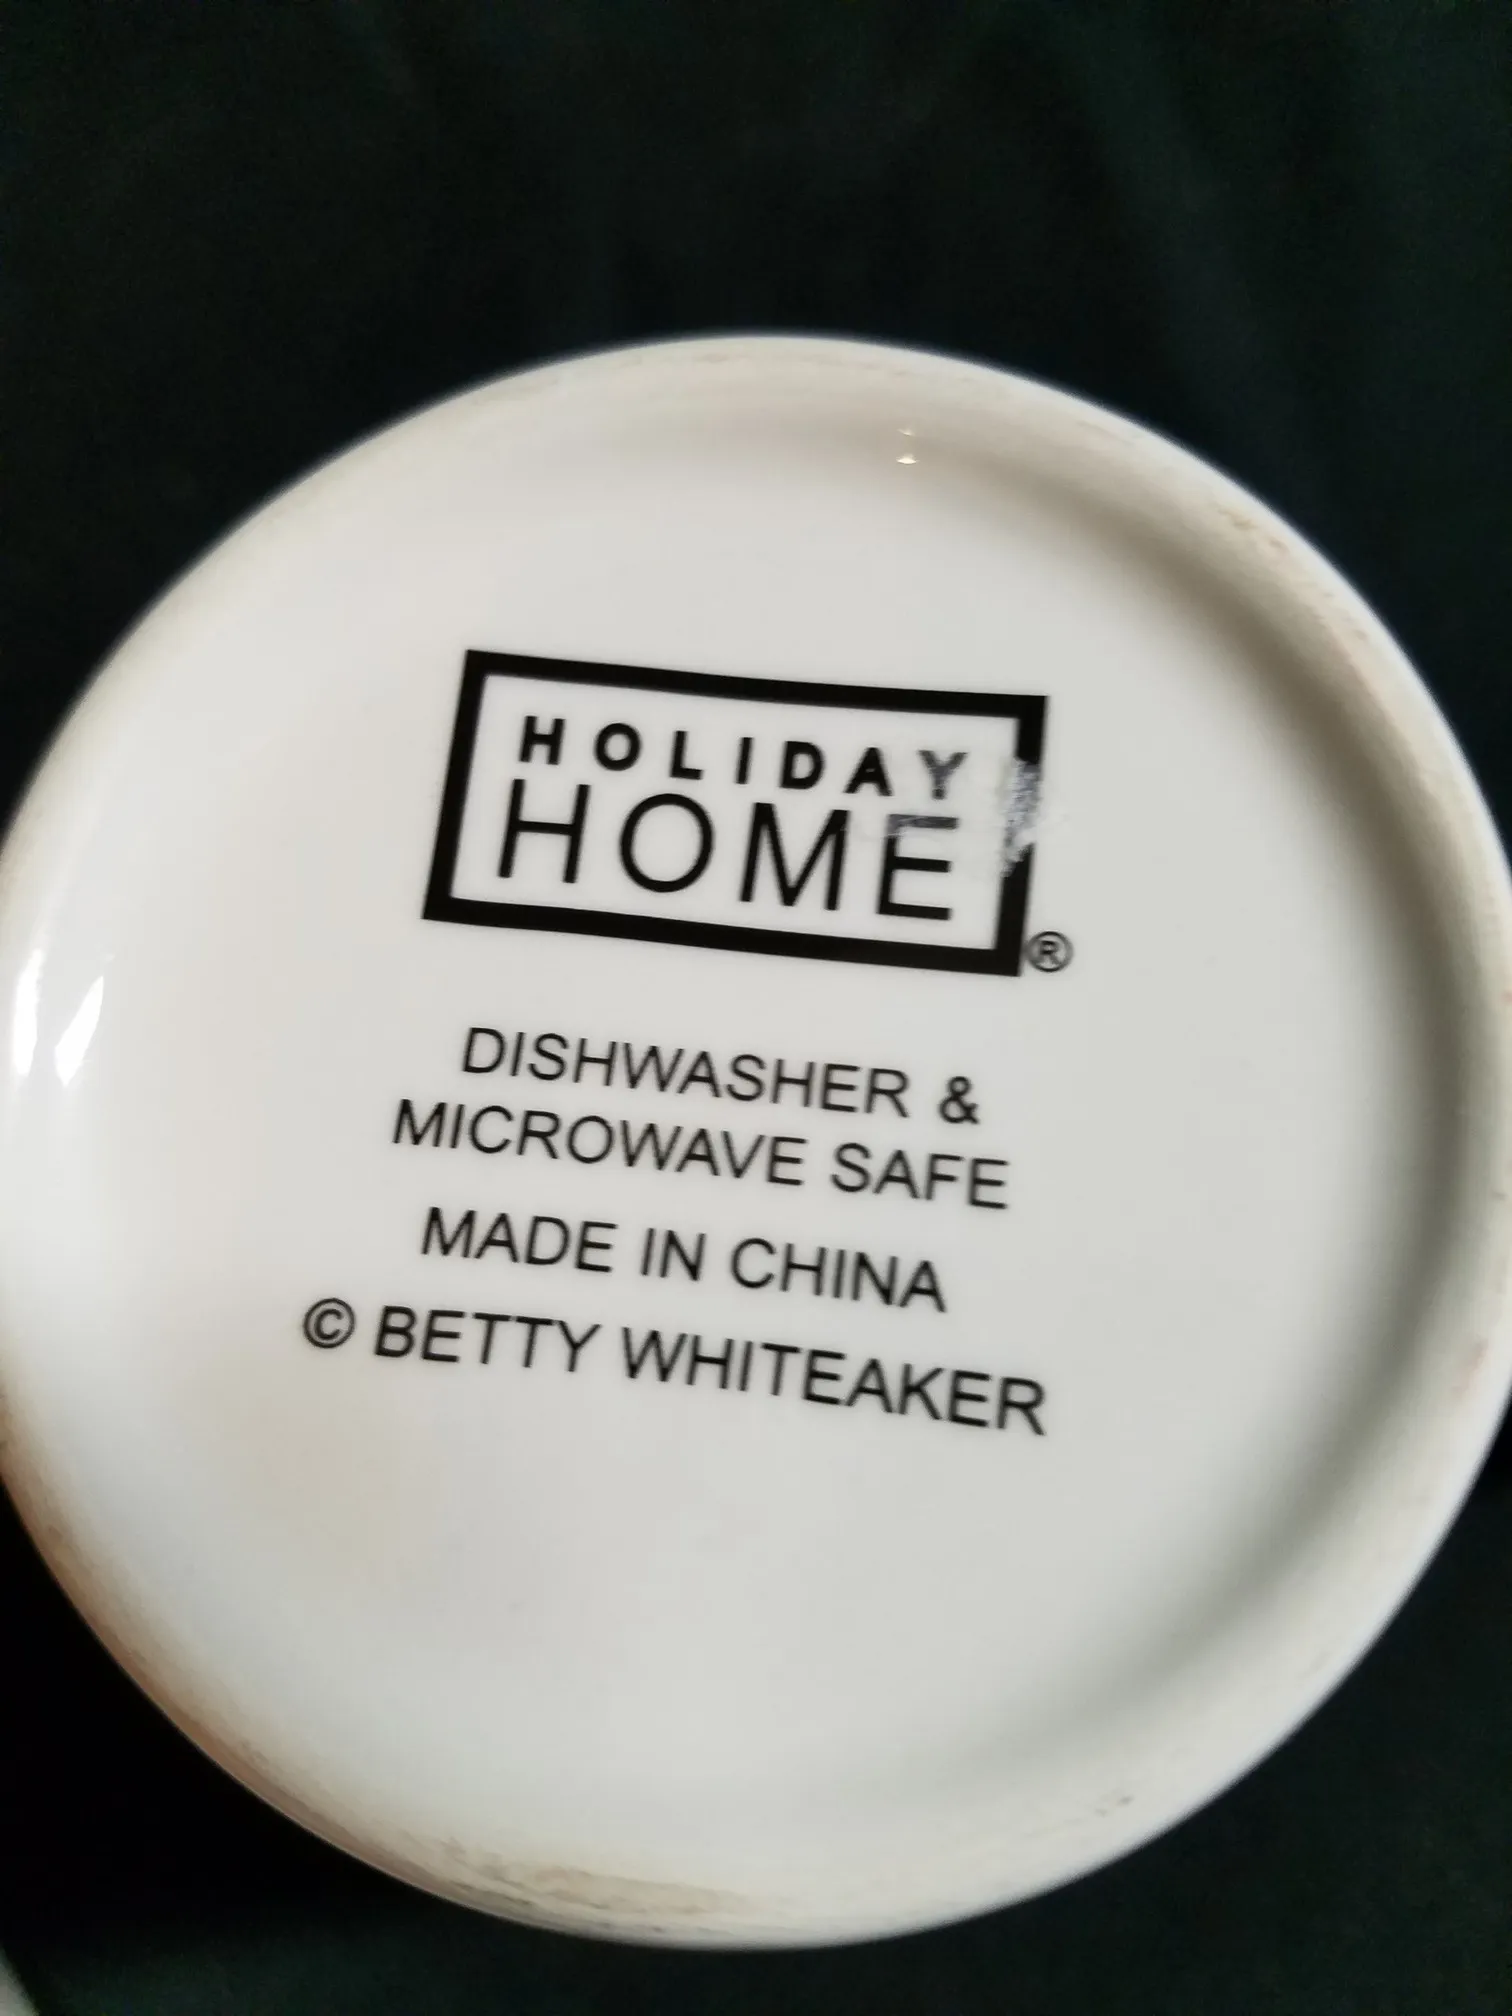 HOLIDAY
HOME
®
DISHWASHER &
MICROWAVE SAFE
MADE IN CHINA
© BETTY WHITEAKER